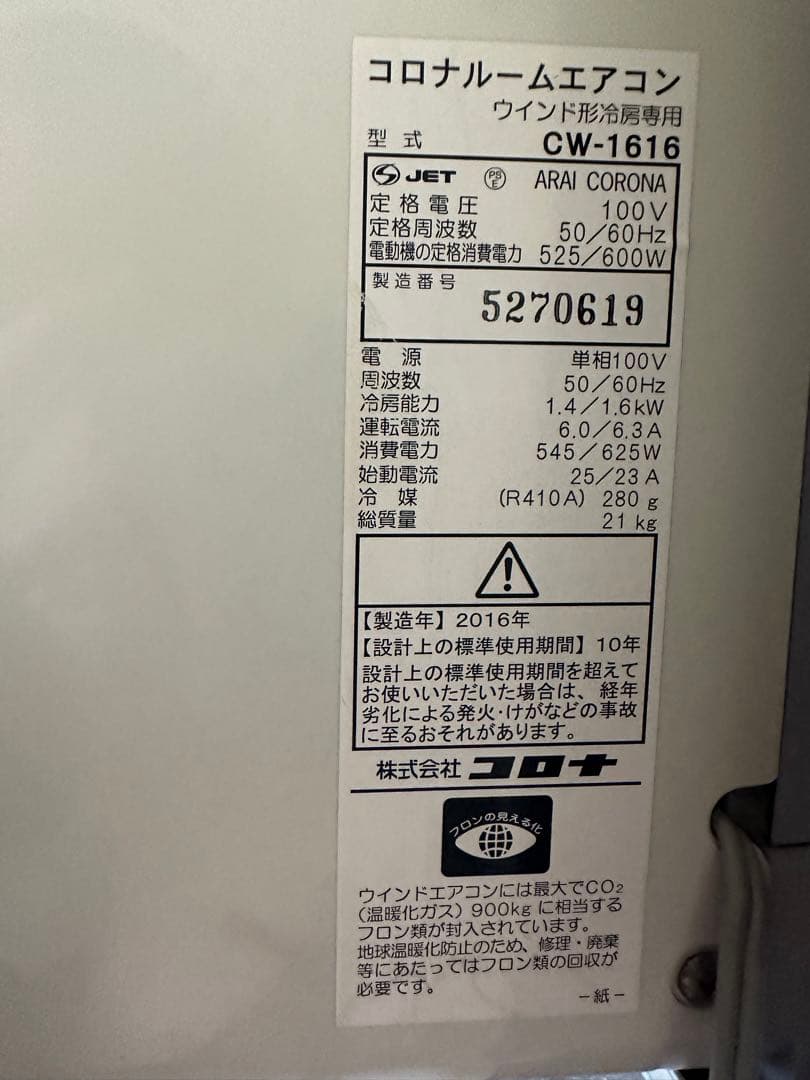 コロナルームエアコン
ウインド形冷房専用
型式 CW-1616
JET PSE ARAI CORONA
定格電圧 100V
定格周波数 50/60Hz
電動機の定格消費電力 525/600W
製造番号
5270619
電源 単相100V
周波数 50/60Hz
冷房能力 1.4/1.6kW
運転電流 6.0/6.3A
消費電力 545/625W
始動電流 25/23A
冷媒 (R410A) 280g
総質量 21kg
【製造年】2016年
【設計上の標準使用期間】10年
設計上の標準使用期間を超えて
お使いいただいた場合は、経年
劣化による発火・けがなどの事故
に至るおそれがあります。
株式会社 コロナ
フロンの見える化
ウインドエアコンには最大でCO₂
(温暖化ガス)900kgに相当する
フロン類が封入されています。
地球温暖化防止のため、修理・廃棄
等にあたってはフロン類の回収が
必要です。
-紙-